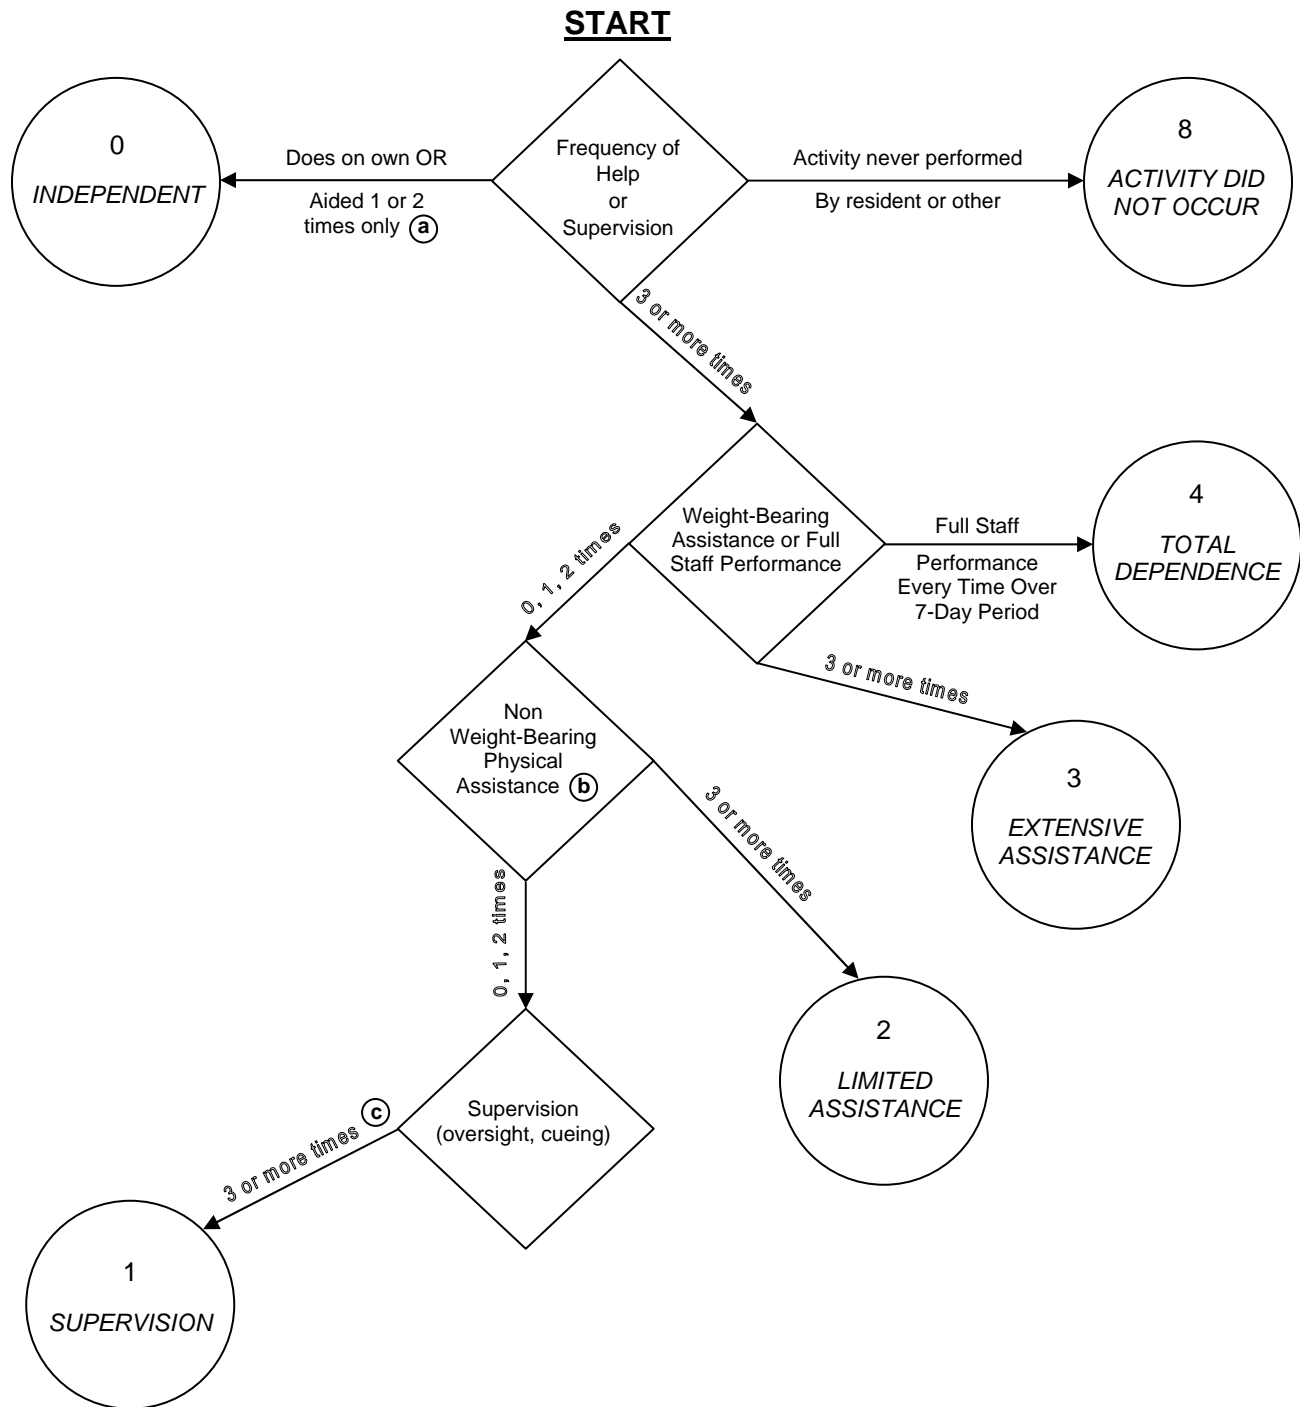 START
0
INDEPENDENT
Does on own OR
Aided 1 or 2
times only a
Frequency of
Help
or
Supervision
Activity never performed
By resident or other
8
ACTIVITY DID
NOT OCCUR
3 or more times
Weight-Bearing
Assistance or Full
Staff Performance
Full Staff
Performance
Every Time Over
7-Day Period
4
TOTAL
DEPENDENCE
0, 1, 2 times
3 or more times
3
EXTENSIVE
ASSISTANCE
Non
Weight-Bearing
Physical
Assistance b
3 or more times
2
LIMITED
ASSISTANCE
0, 1, 2 times
Supervision
(oversight, cueing)
3 or more times c
1
SUPERVISION